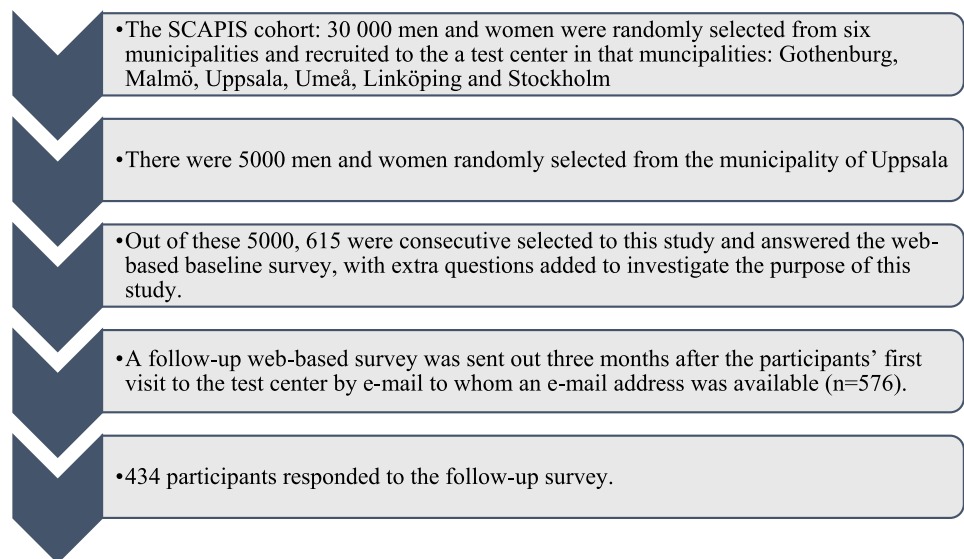 •The SCAPIS cohort: 30 000 men and women were randomly selected from six
municipalities and recruited to the a test center in that muncipalities: Gothenburg,
Malmö, Uppsala, Umeå, Linköping and Stockholm
•There were 5000 men and women randomly selected from the municipality of Uppsala
•Out of these 5000, 615 were consecutive selected to this study and answered the web-
based baseline survey, with extra questions added to investigate the purpose of this
study.
•A follow-up web-based survey was sent out three months after the participants’ first
visit to the test center by e-mail to whom an e-mail address was available (n=576).
•434 participants responded to the follow-up survey.